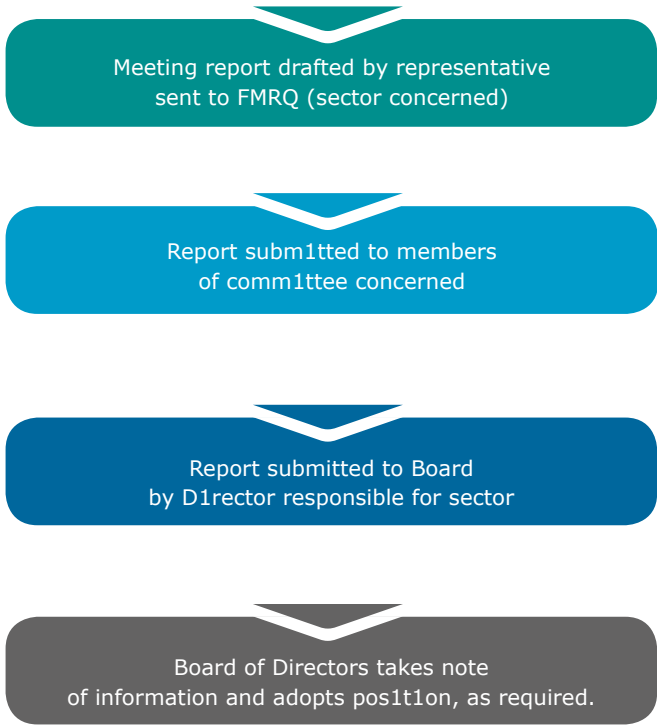 Meeting report drafted by representative
sent to FMRQ (sector concerned)
Report subm1tted to members
of comm1ttee concerned
Report submitted to Board
by D1rector responsible for sector
Board of Directors takes note
of information and adopts pos1t1on, as required.